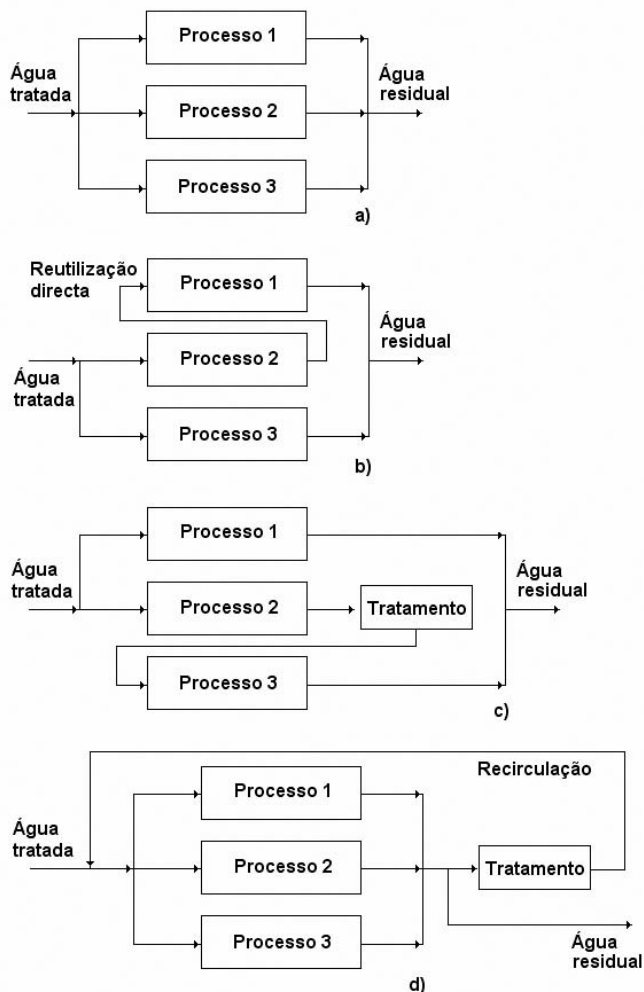 Processo 1
Água
tratada
Processo 2
Água
residual
Processo 3
a)
Reutilização
directa
Processo 1
Água
residual
Processo 2
Água
tratada
Processo 3
b)
Processo 1
Água
tratada
Processo 2
Tratamento
Água
residual
Processo 3
c)
Recirculação
Processo 1
Água
tratada
Processo 2
Tratamento
Processo 3
Água
residual
d)